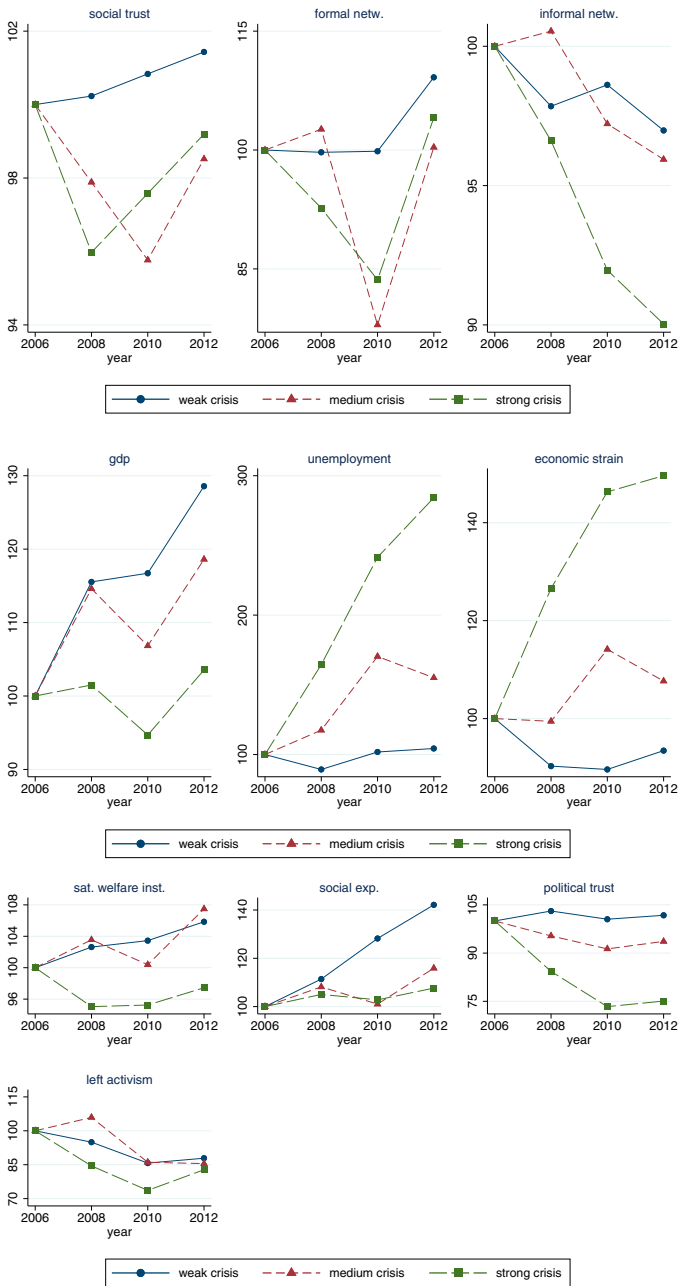 social trust
formal netw.
informal netw.
102
98
94
2006 2008 2010 2012
year
115
100
85
2006 2008 2010 2012
year
100
95
90
2006 2008 2010 2012
year
weak crisis medium crisis strong crisis
gdp
unemployment
economic strain
130
120
110
100
90
2006 2008 2010 2012
year
300
200
100
2006 2008 2010 2012
year
140
120
100
2006 2008 2010 2012
year
weak crisis medium crisis strong crisis
sat. welfare inst.
social exp.
political trust
108
104
100
96
2006 2008 2010 2012
year
140
120
100
2006 2008 2010 2012
year
105
90
75
2006 2008 2010 2012
year
left activism
115
100
85
70
2006 2008 2010 2012
year
weak crisis medium crisis strong crisis